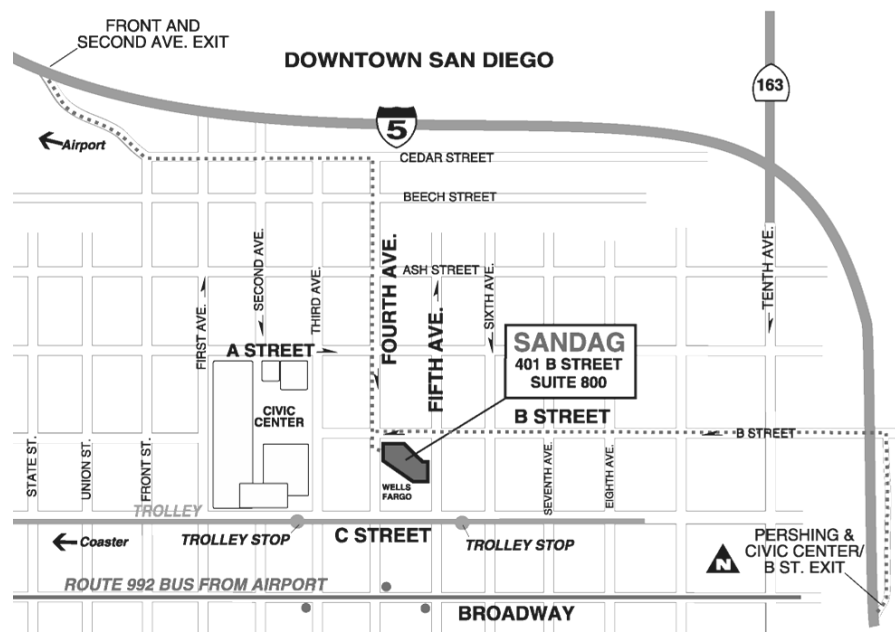 FRONT AND
SECOND AVE. EXIT
DOWNTOWN SAN DIEGO
163
5
Airport
CEDAR STREET
BEECH STREET
ASH STREET
FIRST AVE.
SECOND AVE.
THIRD AVE.
FOURTH AVE.
FIFTH AVE.
SIXTH AVE.
TENTH AVE.
A STREET
SANDAG
401 B STREET
SUITE 800
CIVIC
CENTER
B STREET
B STREET
STATE ST.
UNION ST.
FRONT ST.
SEVENTH AVE.
EIGHTH AVE.
WELLS
FARGO
TROLLEY
TROLLEY STOP
C STREET
TROLLEY STOP
Coaster
N
PERSHING &
CIVIC CENTER/
B ST. EXIT
ROUTE 992 BUS FROM AIRPORT
BROADWAY